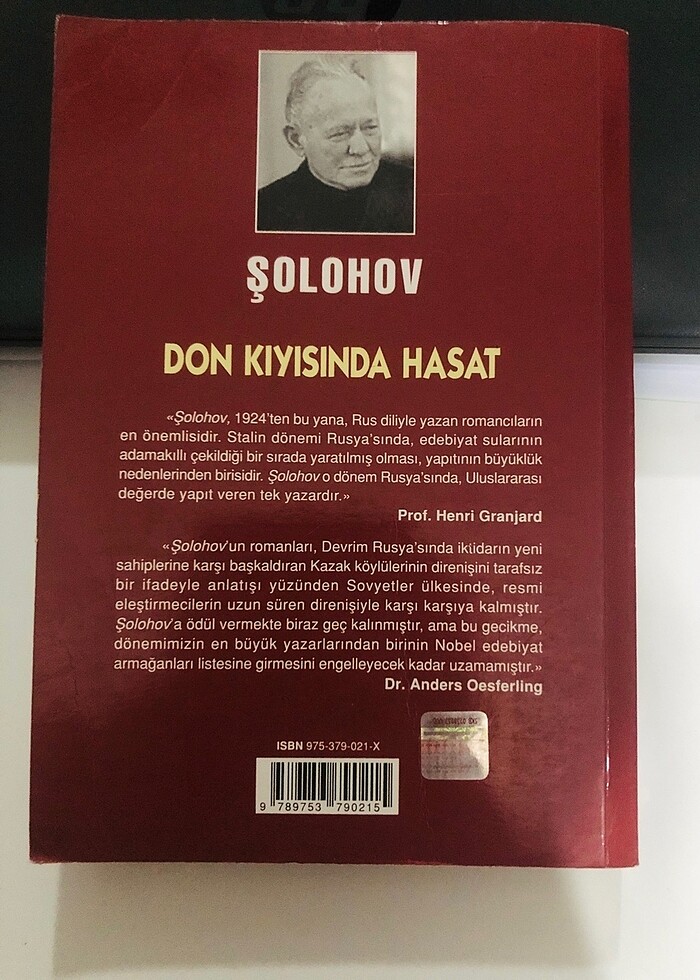 ŞOLOHOV
DON KIYISINDA HASAT
«Şolohov, 1924'ten bu yana, Rus diliyle yazan romancıların
en önemlisidir. Stalin dönemi Rusya'sında, edebiyat sularının
adamakıllı çekildiği bir sırada yaratılmış olması, yapıtının büyüklük
nedenlerinden birisidir. Şolohov o dönem Rusya'sında, Uluslararası
değerde yapıt veren tek yazardır.»
Prof. Henri Granjard
«Şolohov'un romanları, Devrim Rusya'sında iktidarın yeni
sahiplerine karşı başkaldıran Kazak köylülerinin direnişini tarafsız
bir ifadeyle anlatışı yüzünden Sovyetler ülkesinde, resmi
eleştirmecilerin uzun süren direnişiyle karşı karşıya kalmıştır.
Şolohov'a ödül vermekte biraz geç kalınmıştır, ama bu gecikme,
dönemimizin en büyük yazarlarından birinin Nobel edebiyat
armağanları listesine girmesini engelleyecek kadar uzamamıştır.»
Dr. Anders Oesferling
ISBN 975-379-021-X
9 789753 790215